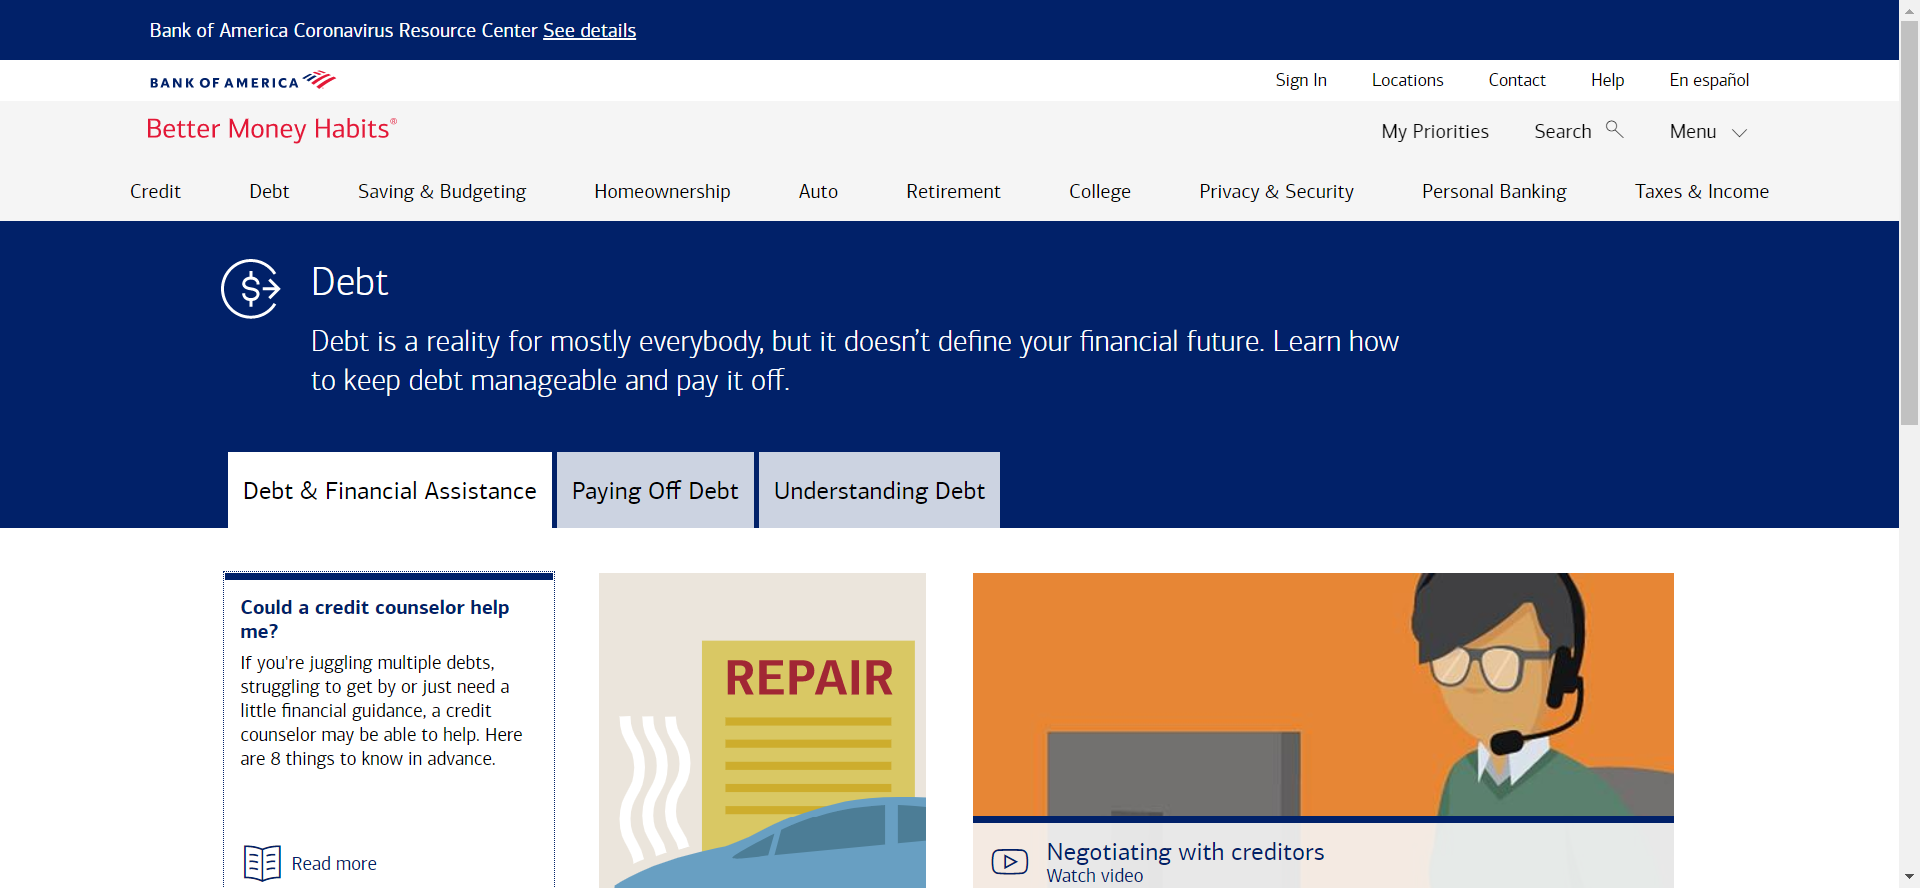 Bank of America Coronavirus Resource Center See details
BANK OF AMERICA
Sign In
Locations
Contact
Help
En español
Better Money Habits®
My Priorities
Search
Menu
Credit
Debt
Saving & Budgeting
Homeownership
Auto
Retirement
College
Privacy & Security
Personal Banking
Taxes & Income
Debt
Debt is a reality for mostly everybody, but it doesn’t define your financial future. Learn how
to keep debt manageable and pay it off.
Debt & Financial Assistance
Paying Off Debt
Understanding Debt
Could a credit counselor help
me?
If you're juggling multiple debts,
struggling to get by or just need a
little financial guidance, a credit
counselor may be able to help. Here
are 8 things to know in advance.
Read more
REPAIR
Negotiating with creditors
Watch video